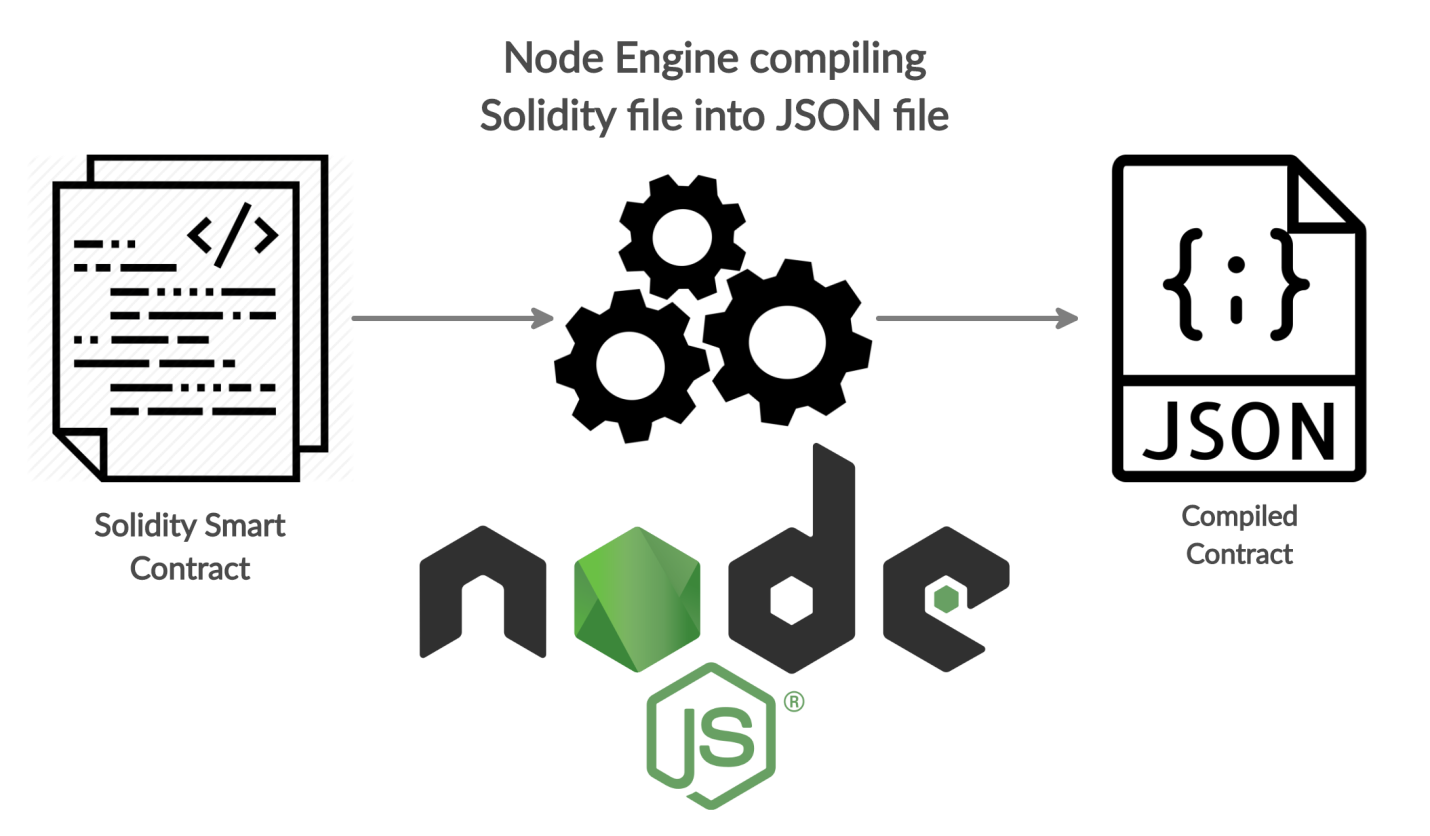 Node Engine compiling
Solidity file into JSON file
</>
{;}
JSON
Solidity Smart
Contract
Compiled
Contract
node
JS®